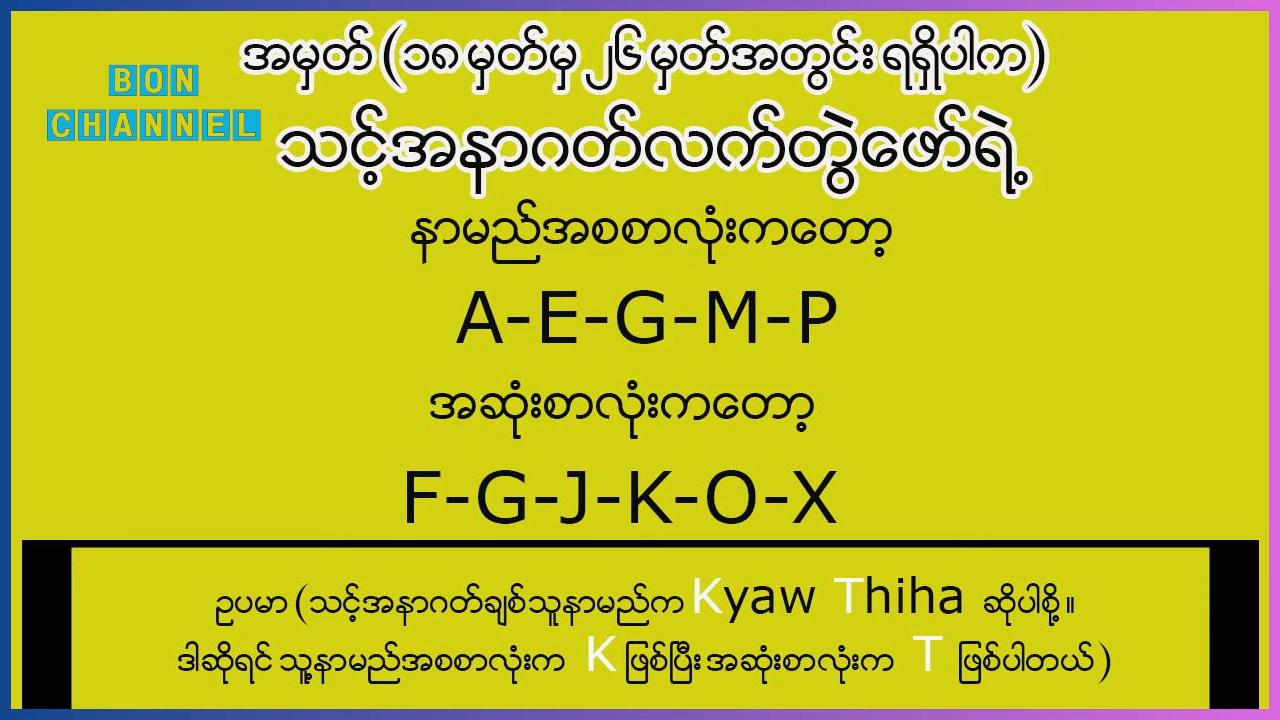 အမှတ် (၁၈ မှတ်မှ ၂၆ မှတ်အတွင်း ရရှိပါက)
BON
CHANNEL
သင့်အနာဂတ်လက်တွဲဖော်ရဲ့
နာမည်အစစာလုံးကတော့
A-E-G-M-P
အဆုံးစာလုံးကတော့
F-G-J-K-O-X
ဥပမာ (သင့်အနာဂတ်ချစ်သူနာမည်က Kyaw Thiha ဆိုပါစို့။
ဒါဆိုရင် သူ့နာမည်အစစာလုံးက K ဖြစ်ပြီး အဆုံးစာလုံးက T ဖြစ်ပါတယ်)